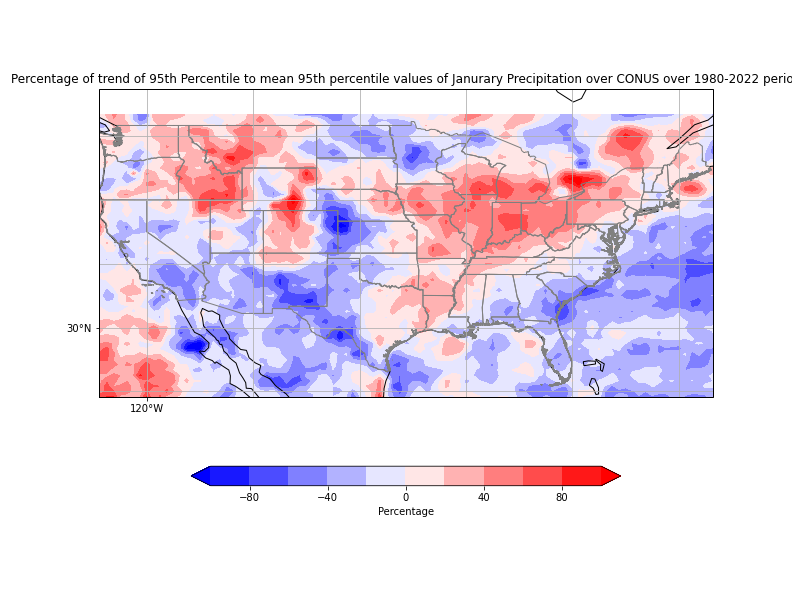 Percentage of trend of 95th Percentile to mean 95th percentile values of Janurary Precipitation over CONUS over 1980-2022 perio
30°N
120°W
−80 −40 0 40 80
Percentage